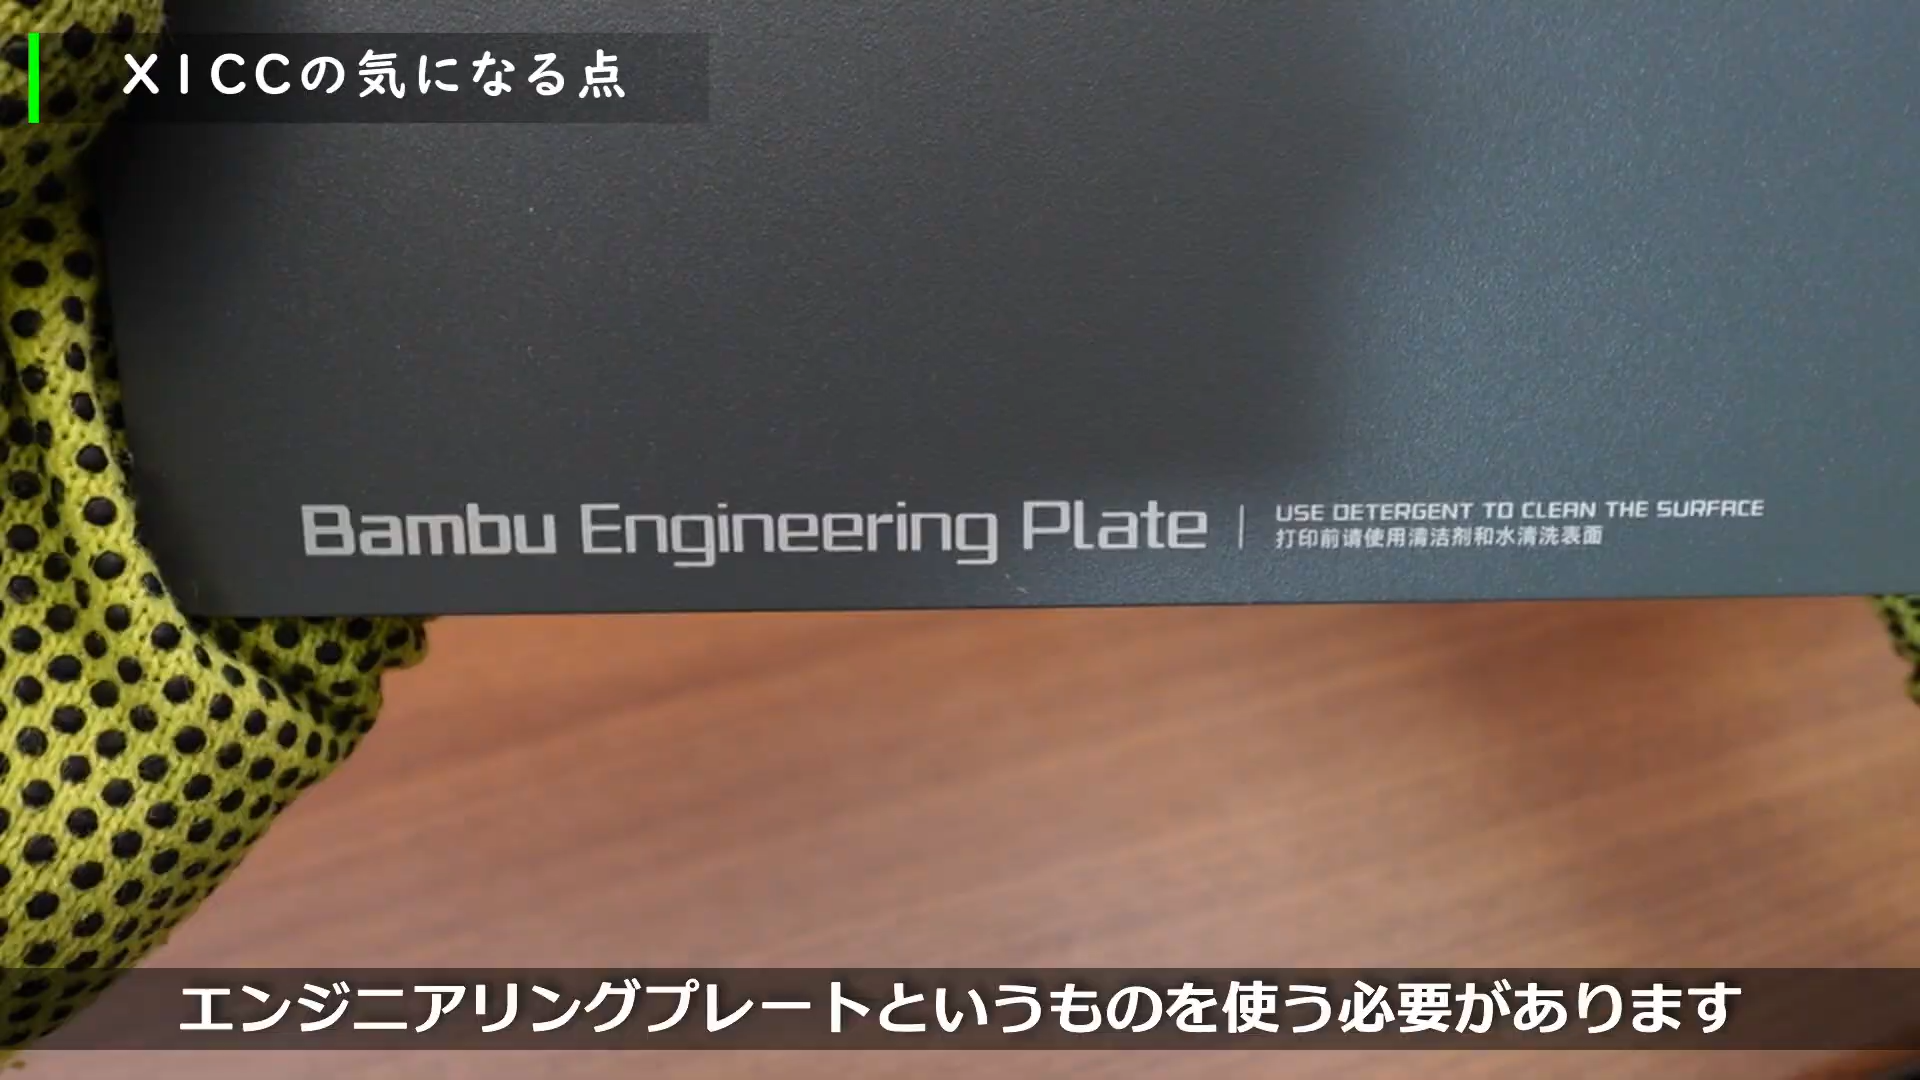 X1CCの気になる点
Bambu Engineering Plate
USE DETERGENT TO CLEAN THE SURFACE
打印前请使用清洁剂和水清洗表面
エンジニアリングプレートというものを使う必要があります